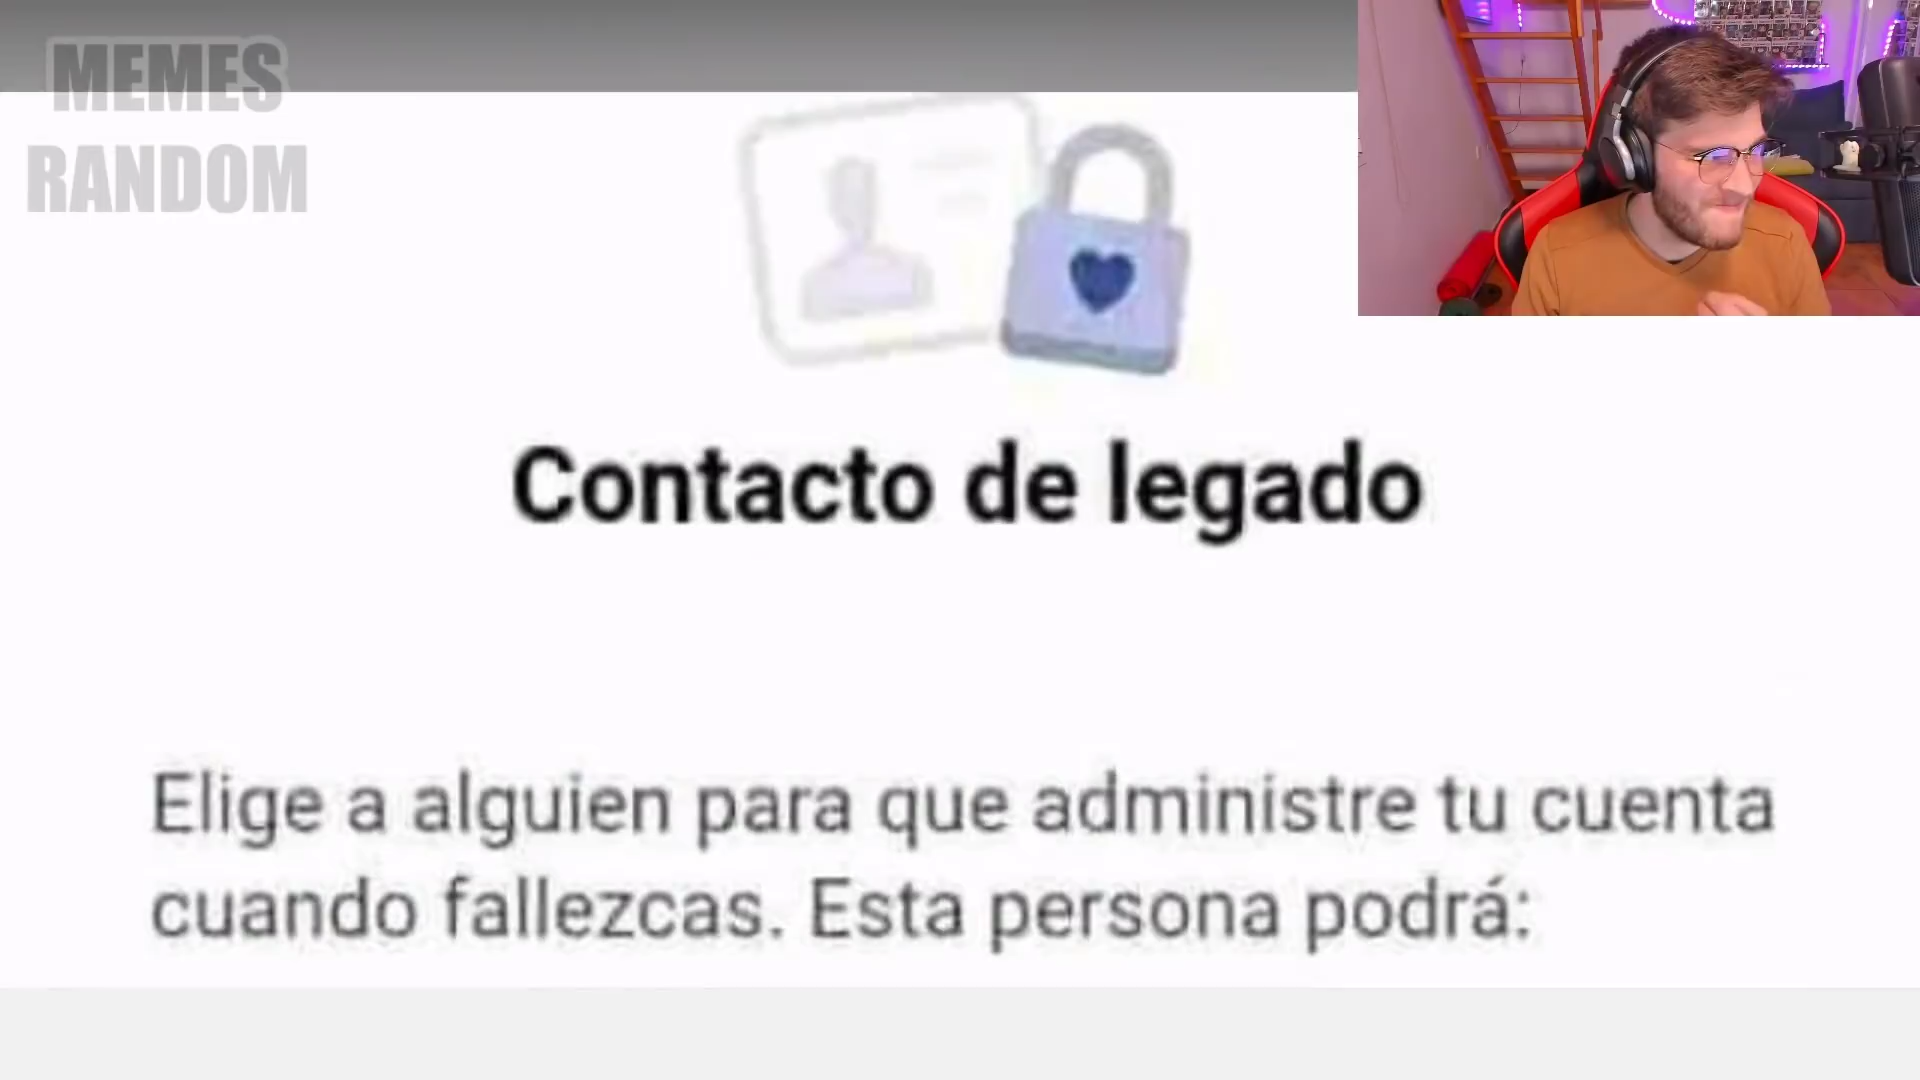 MEMES
RANDOM
Contacto de legado
Elige a alguien para que administre tu cuenta
cuando fallezcas. Esta persona podrá: